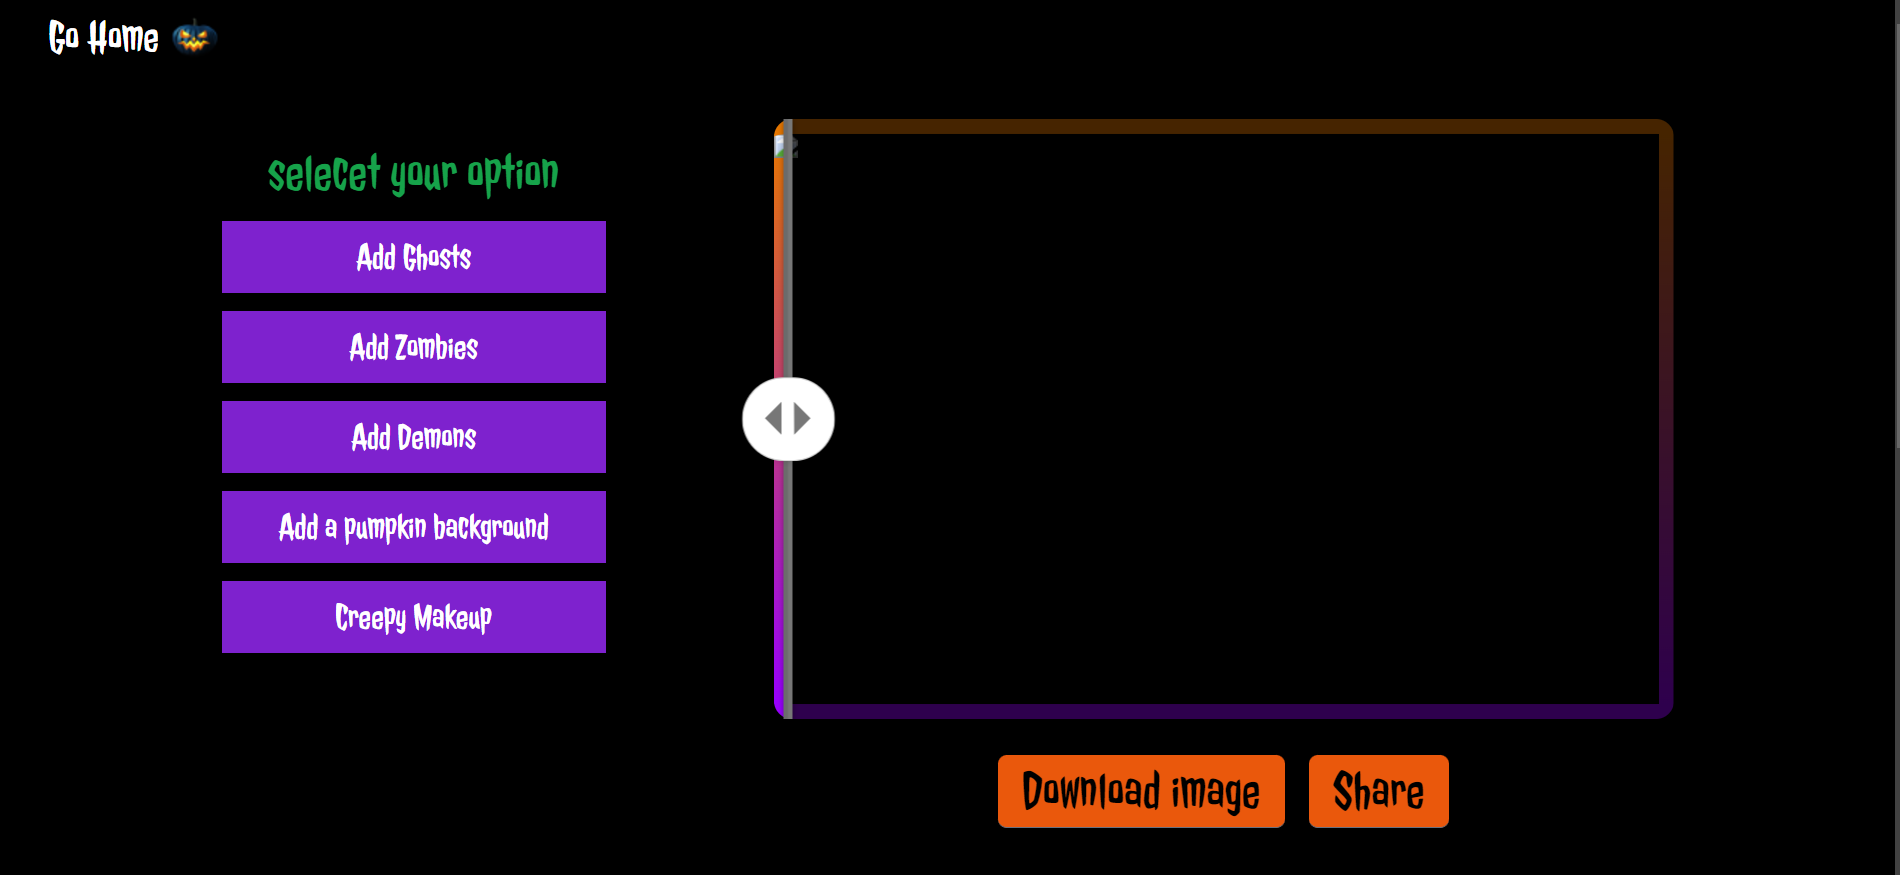 Go Home
selecet your option
Add Ghosts
Add Zombies
Add Demons
Add a pumpkin background
Creepy Makeup
Download image
Share